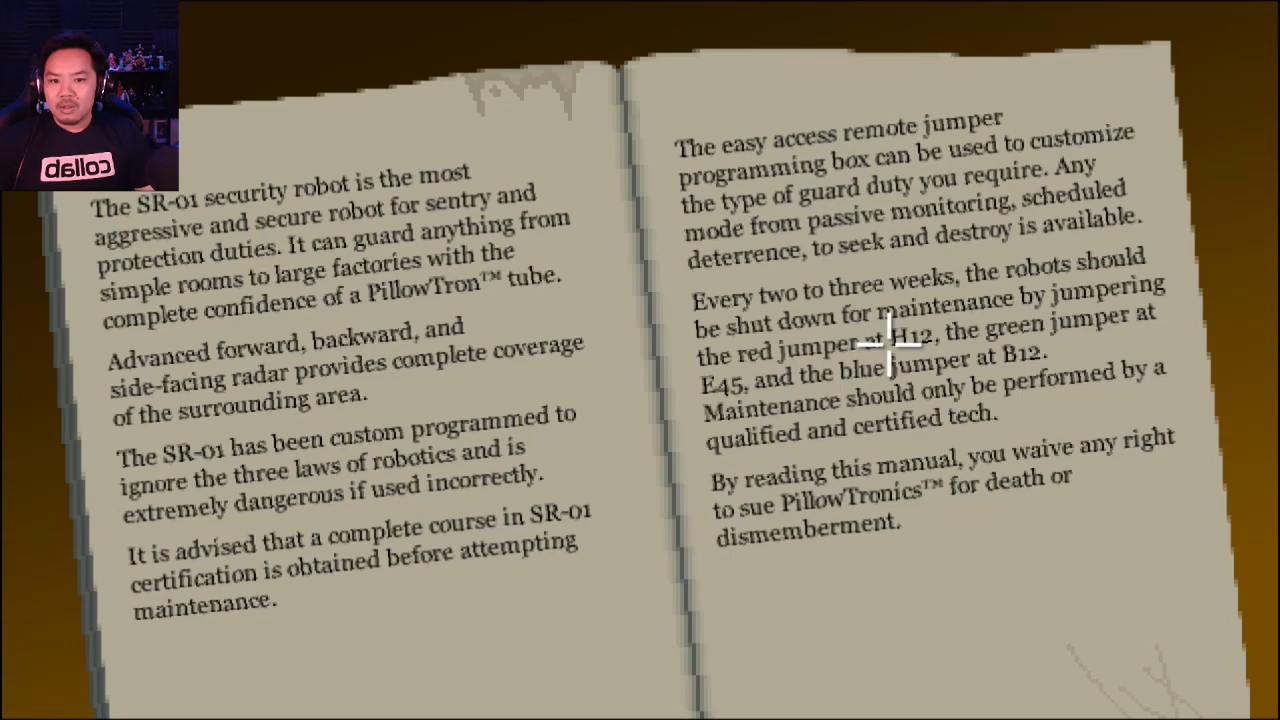 collab
The SR-01 security robot is the most
aggressive and secure robot for sentry and
protection duties. It can guard anything from
simple rooms to large factories with the
complete confidence of a PillowTron™ tube.
Advanced forward, backward, and
side-facing radar provides complete coverage
of the surrounding area.
The SR-01 has been custom programmed to
ignore the three laws of robotics and is
extremely dangerous if used incorrectly.
It is advised that a complete course in SR-01
certification is obtained before attempting
maintenance.
The easy access remote jumper
programming box can be used to customize
the type of guard duty you require. Any
mode from passive monitoring, scheduled
deterrence, to seek and destroy is available.
Every two to three weeks, the robots should
be shut down for maintenance by jumpering
the red jumper at H12, the green jumper at
E45, and the blue jumper at B12.
Maintenance should only be performed by a
qualified and certified tech.
By reading this manual, you waive any right
to sue PillowTronics™ for death or
dismemberment.